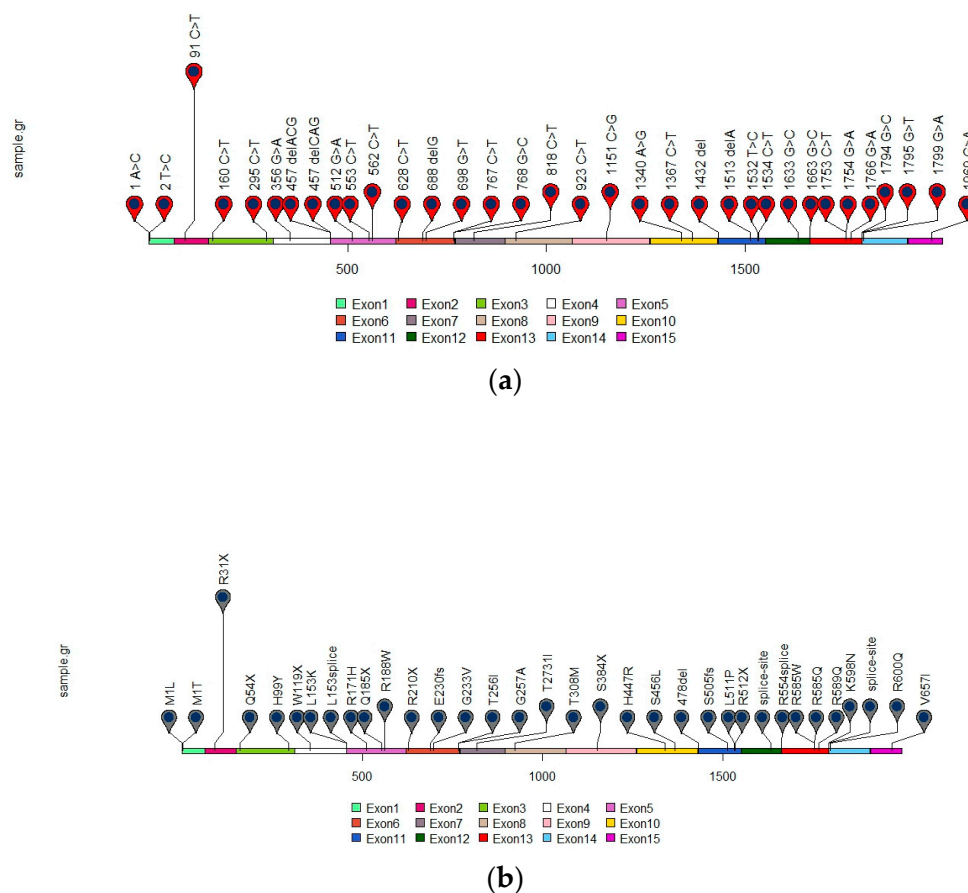 (a)
sample.gr
1 A>C
2 T>C
91 C>T
160 C>T
295 C>T
356 G>A
457 delACG
457 delCAG
512 G>A
553 C>T
562 C>T
628 C>T
688 delG
698 G>T
767 C>T
768 G>C
818 C>T
923 C>T
1151 C>G
1340 A>G
1367 C>T
1432 del
1513 delA
1532 T>C
1534 C>T
1633 G>C
1663 G>C
1753 C>T
1754 G>A
1766 G>A
1794 G>C
1795 G>T
1799 G>A
500 1000 1500
Exon1 Exon2 Exon3 Exon4 Exon5
Exon6 Exon7 Exon8 Exon9 Exon10
Exon11 Exon12 Exon13 Exon14 Exon15
(a)
sample.gr
M1L
M1T
R31X
Q54X
H99Y
W119X
L153K
L153splice
R171H
Q185X
R188W
R210X
E230fs
G233V
T256I
G257A
T2731I
T308M
S384X
H447R
S456L
478del
S505fs
L511P
R512X
splice-site
R554splice
R585W
R585Q
R589Q
K598N
splice-site
R600Q
V657I
500 1000 1500
Exon1 Exon2 Exon3 Exon4 Exon5
Exon6 Exon7 Exon8 Exon9 Exon10
Exon11 Exon12 Exon13 Exon14 Exon15
(b)